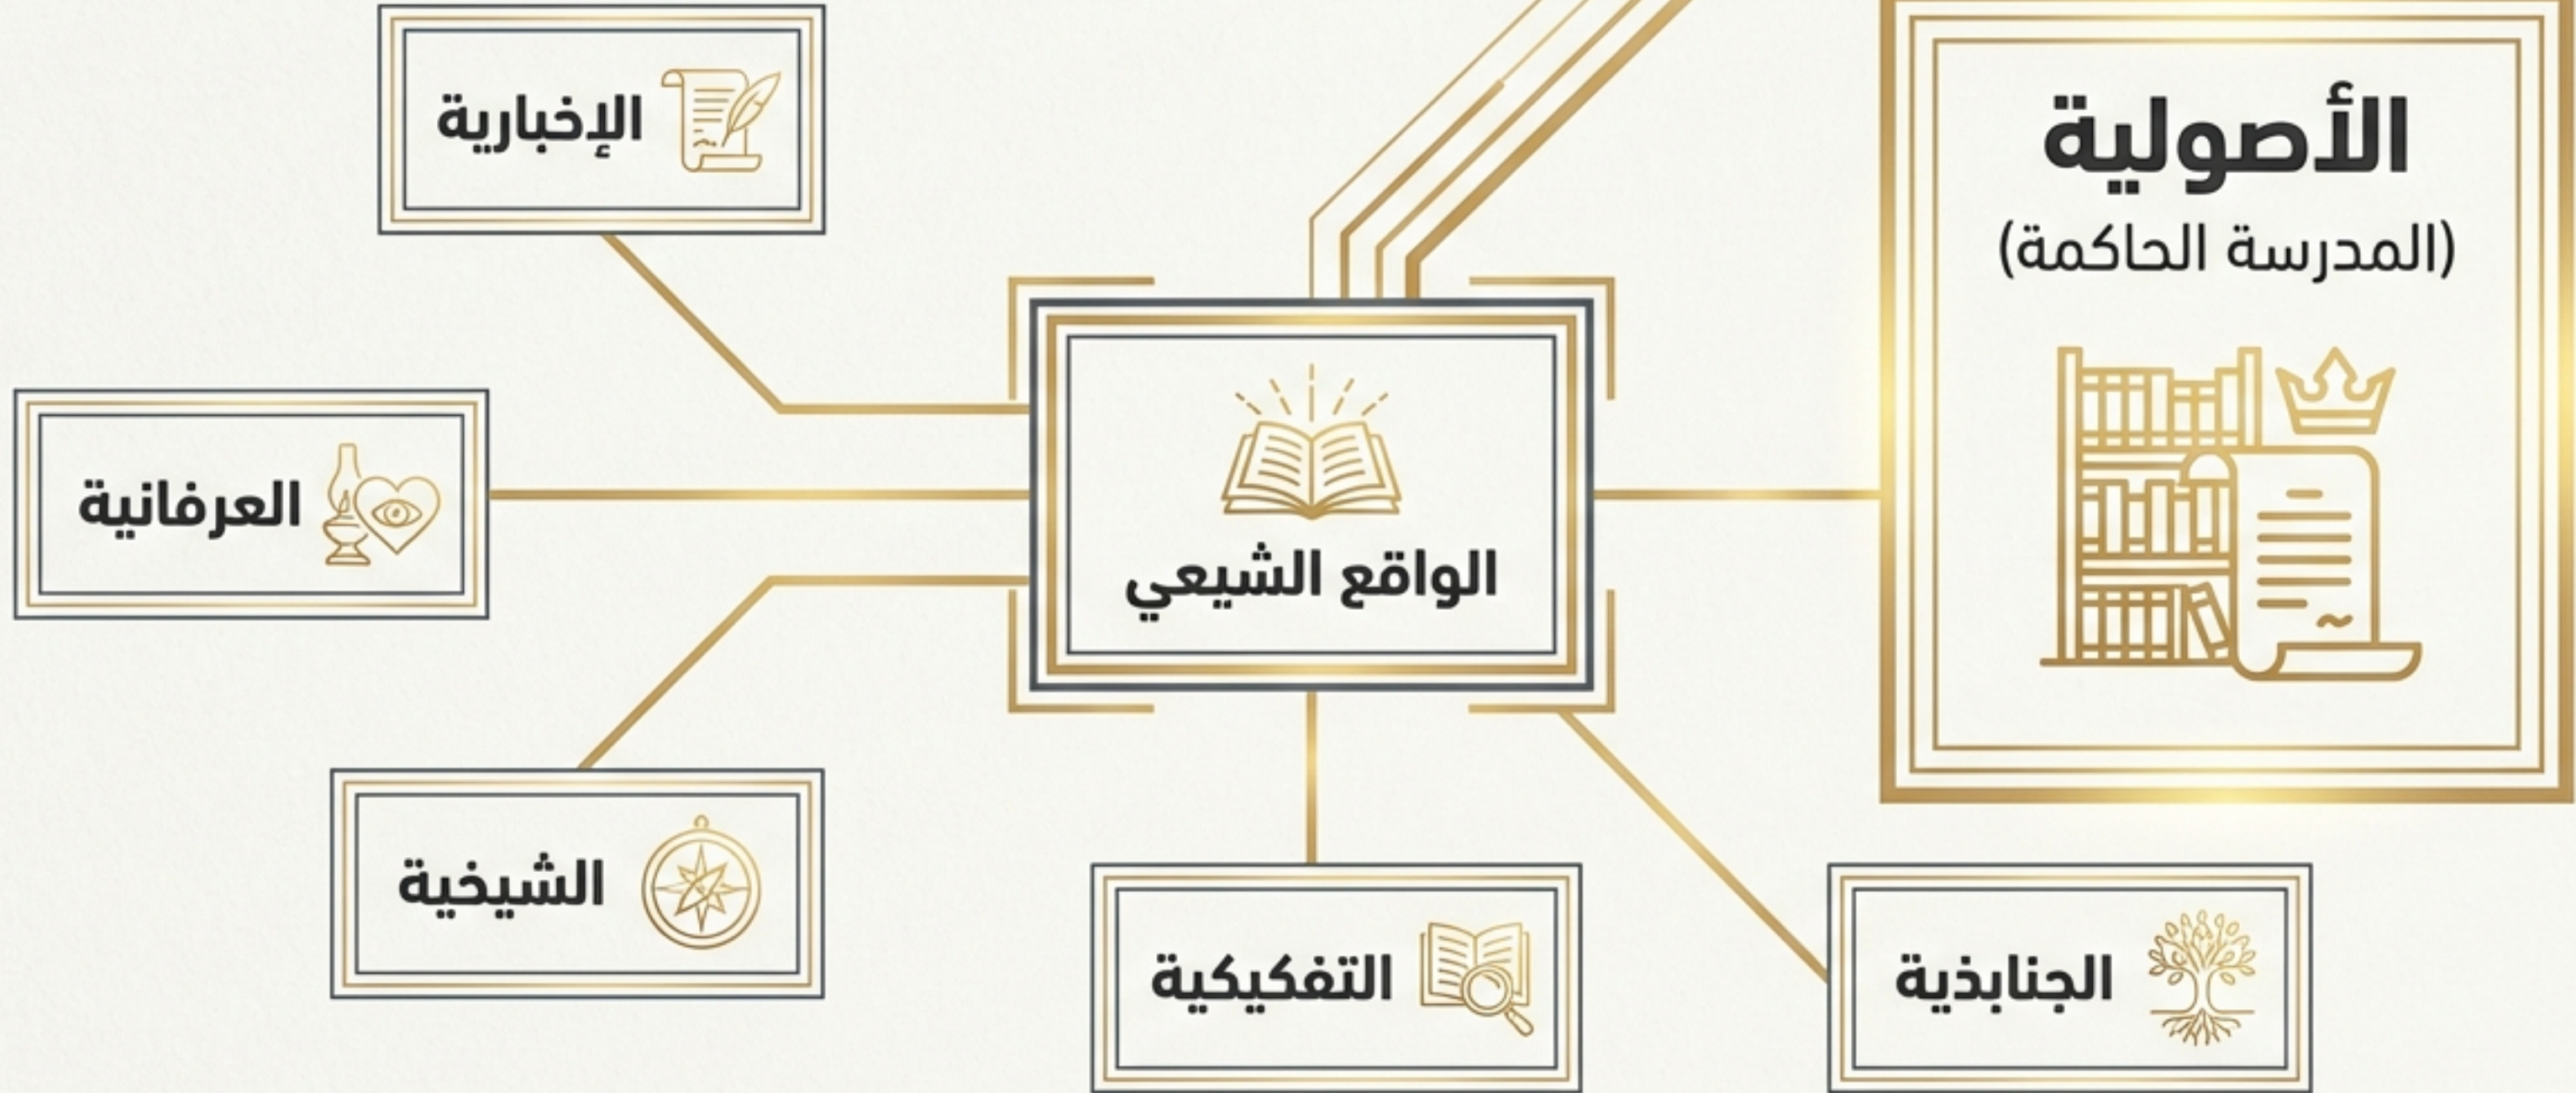 الأصولية
(المدرسة الحاكمة)
الإخبارية
الواقع الشيعي
العرفانية
الشيخية
التفكيكية
الجنابذية